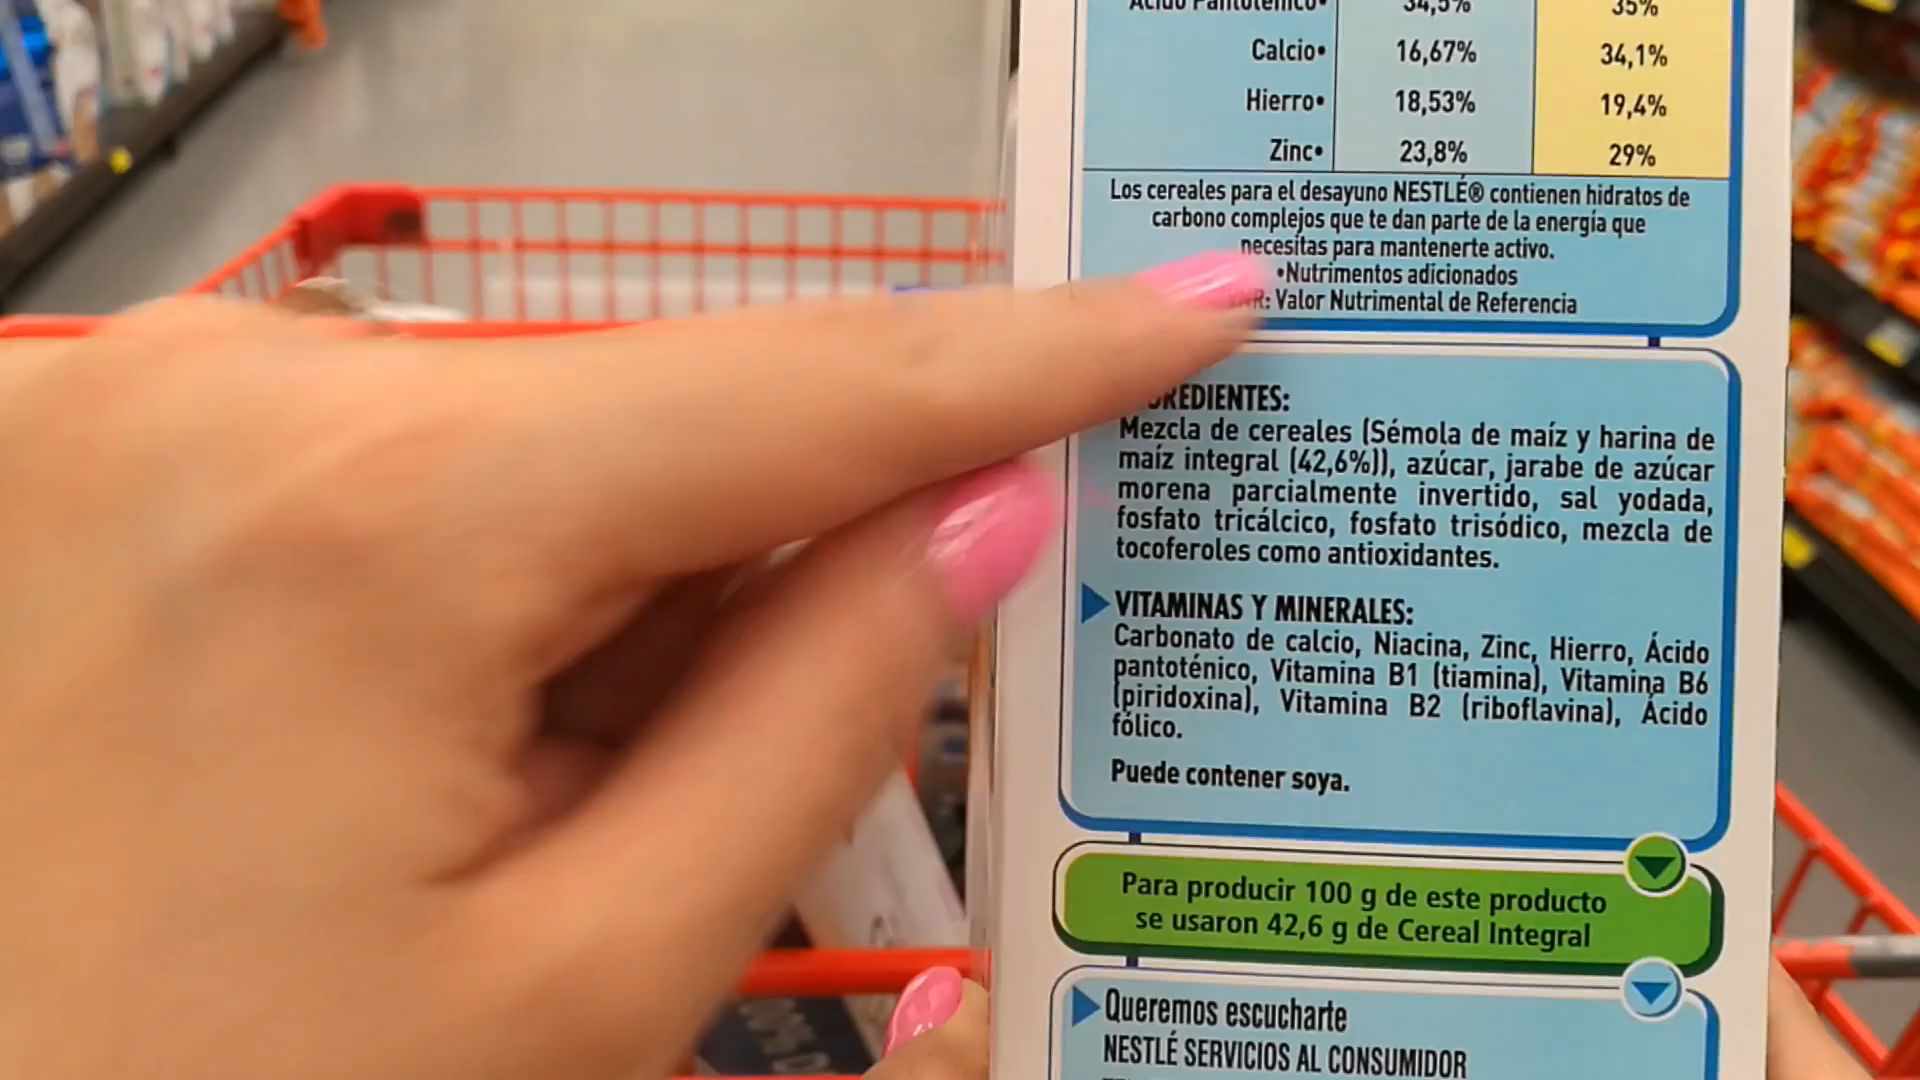 Ácido Pantoténico• 34,5% 35%
Calcio• 16,67% 34,1%
Hierro• 18,53% 19,4%
Zinc• 23,8% 29%
Los cereales para el desayuno NESTLÉ® contienen hidratos de
carbono complejos que te dan parte de la energía que
necesitas para mantenerte activo.
•Nutrimentos adicionados
Valor Nutrimental de Referencia
REDIENTES:
Mezcla de cereales (Sémola de maíz y harina de
maíz integral (42,6%)), azúcar, jarabe de azúcar
morena parcialmente invertido, sal yodada,
fosfato tricálcico, fosfato trisódico, mezcla de
tocoferoles como antioxidantes.
VITAMINAS Y MINERALES:
Carbonato de calcio, Niacina, Zinc, Hierro, Ácido
pantoténico, Vitamina B1 (tiamina), Vitamina B6
(piridoxina), Vitamina B2 (riboflavina), Ácido
fólico.
Puede contener soya.
Para producir 100 g de este producto
se usaron 42,6 g de Cereal Integral
Queremos escucharte
NESTLÉ SERVICIOS AL CONSUMIDOR